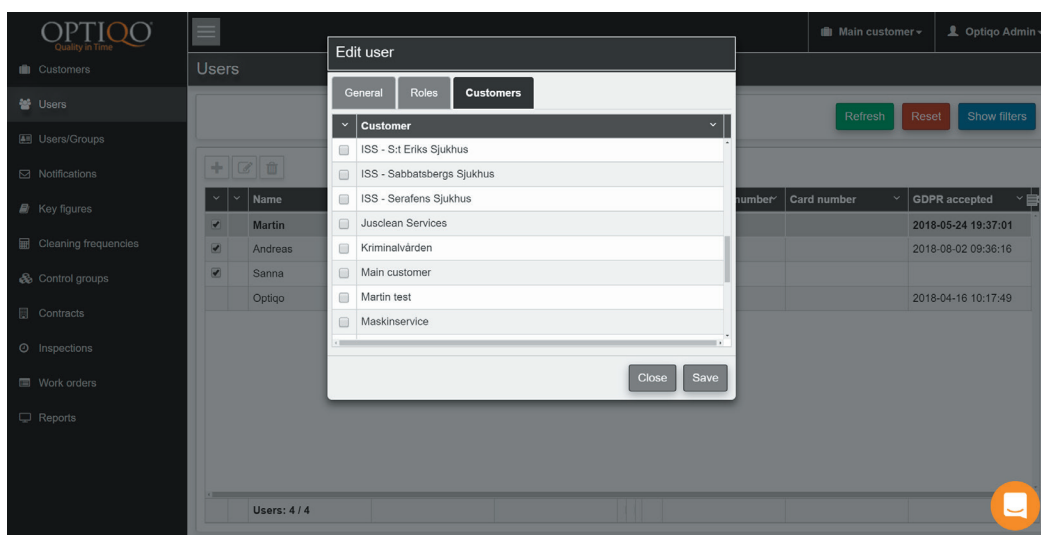 OPTIQO
Quality in Time
Main customer
Optiqo Admin
Customers
Users
Users/Groups
Notifications
Key figures
Cleaning frequencies
Control groups
Contracts
Inspections
Work orders
Reports
Users
Refresh
Reset
Show filters
Name
number
Card number
GDPR accepted
Martin
2018-05-24 19:37:01
Andreas
2018-08-02 09:36:16
Sanna
Optiqo
2018-04-16 10:17:49
Users: 4 / 4
Edit user
General
Roles
Customers
Customer
ISS - S:t Eriks Sjukhus
ISS - Sabbatsbergs Sjukhus
ISS - Serafens Sjukhus
Jusclean Services
Kriminalvården
Main customer
Martin test
Maskinservice
Close
Save